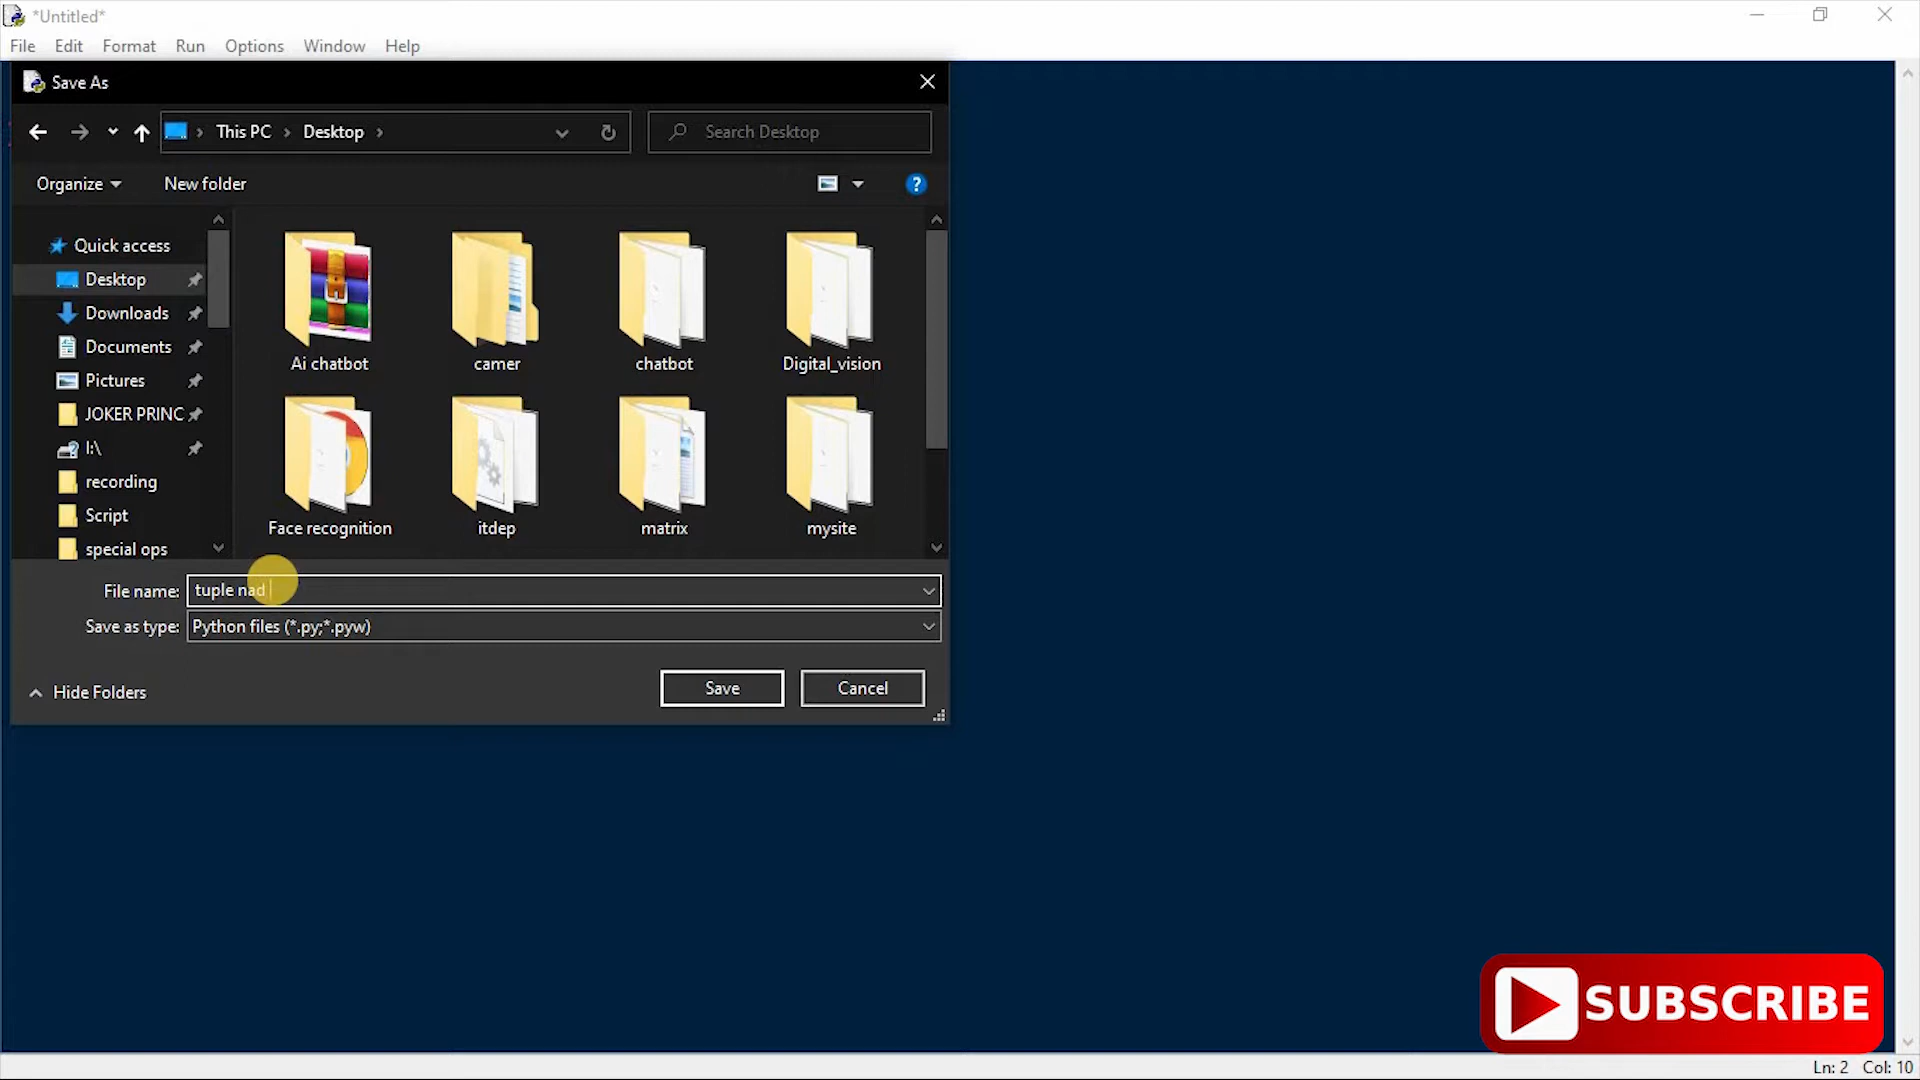 *Untitled*
File Edit Format Run Options Window Help
Save As
This PC Desktop
Search Desktop
Organize New folder
?
Quick access
Desktop
Downloads
Documents
Pictures
JOKER PRINC
I:\
recording
Script
special ops
Ai chatbot camer chatbot Digital_vision
Face recognition itdep matrix mysite
File name: tuple nad
Save as type: Python files (*.py;*.pyw)
Hide Folders
Save Cancel
SUBSCRIBE
Ln: 2 Col: 10